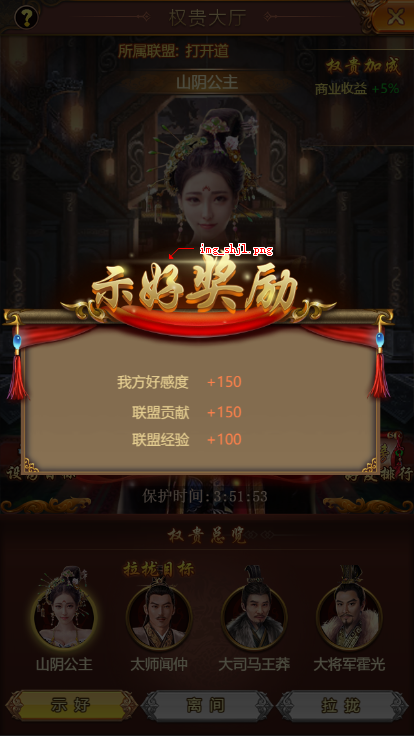 ?
权贵大厅
所属联盟: 打开道
权贵加成
山阴公主
商业收益 +5%
img_shjl.png
示好奖励
我方好感度 +150
联盟贡献 +150
联盟经验 +100
好感排行
保护时间:3:51:53
权贵总览
拉拢目标
山阴公主
太师闻仲
大司马王莽
大将军霍光
示好
离间
拉拢